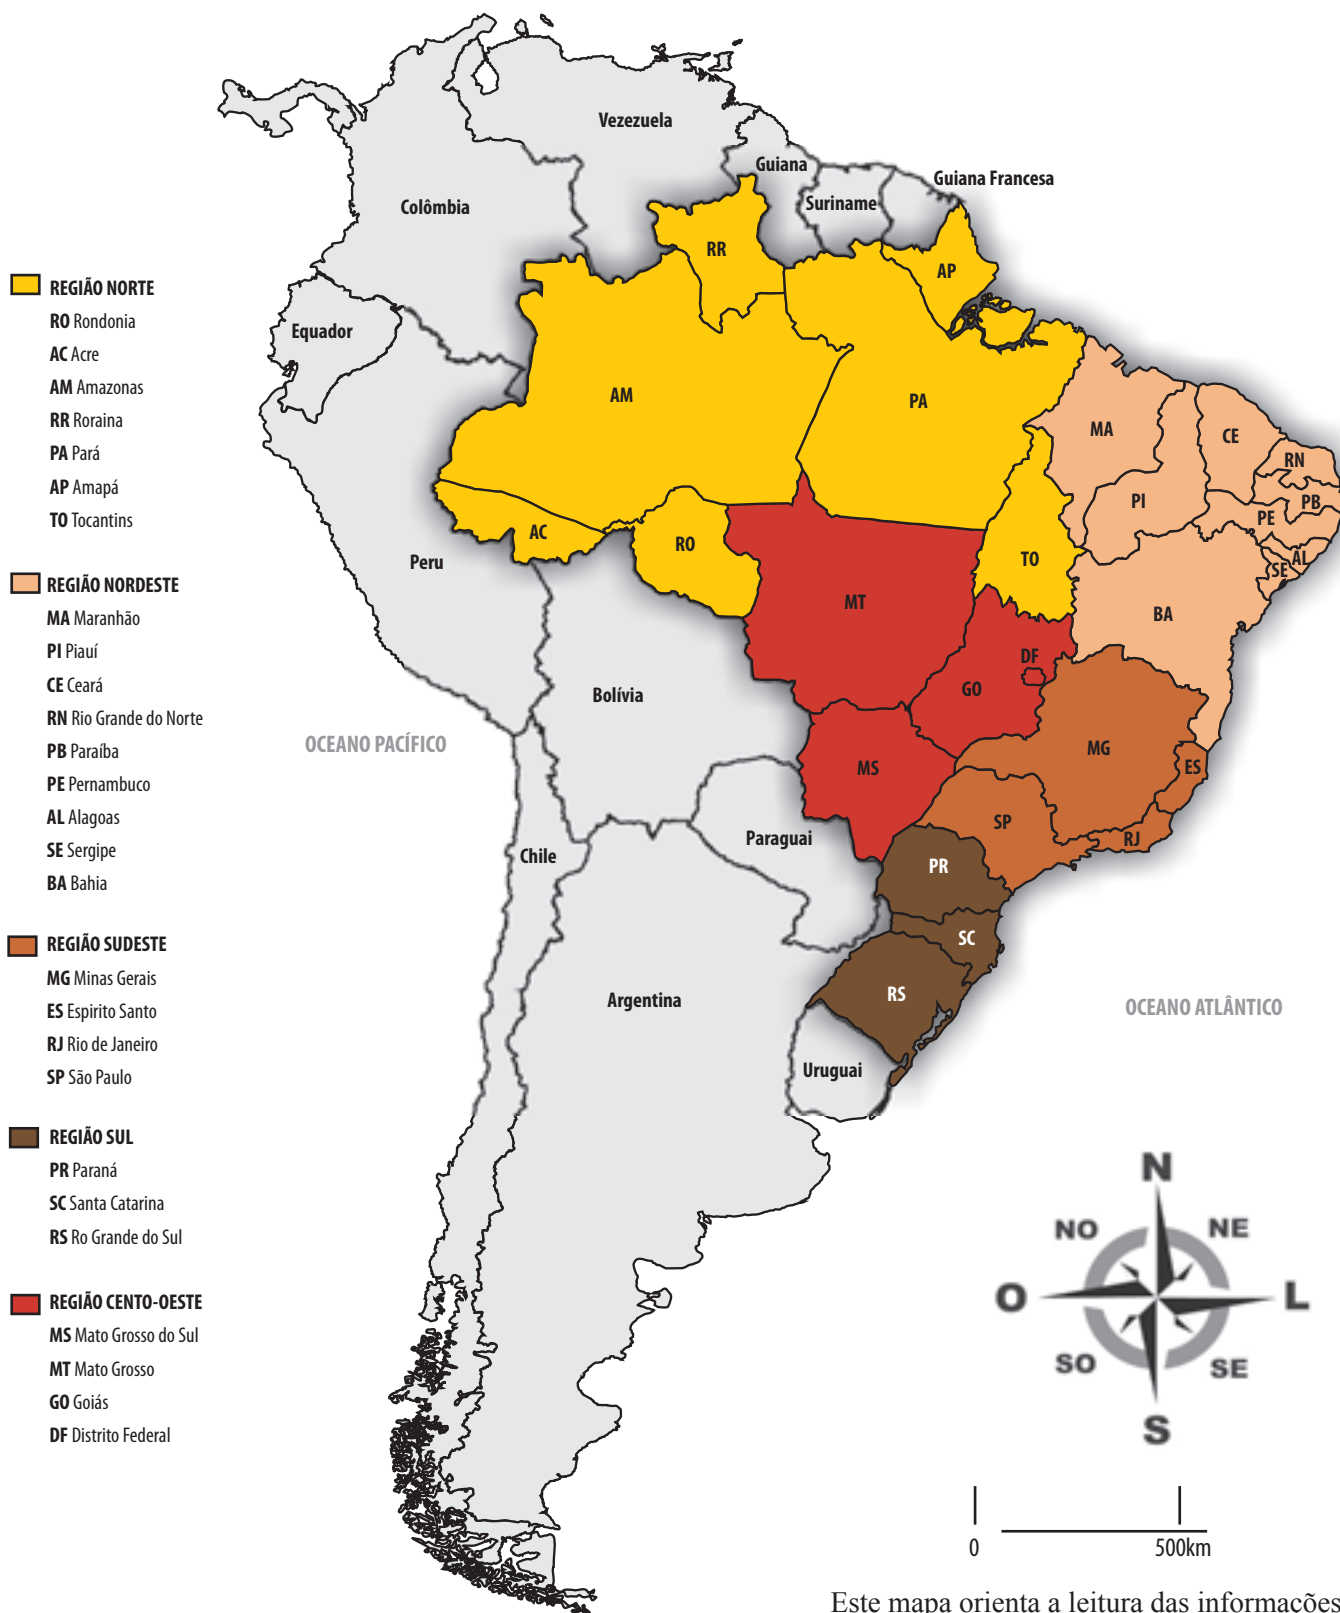 Vezezuela
Guiana
Guiana Francesa
Suriname
Colômbia
Equador
Peru
Bolívia
Paraguai
Chile
Argentina
Uruguai
OCEANO PACÍFICO
OCEANO ATLÂNTICO
RR
AP
AM
PA
AC
RO
TO
MA
PI
CE
RN
PB
PE
AL
SE
BA
MT
DF
GO
MS
MG
ES
SP
RJ
PR
SC
RS
REGIÃO NORTE
RO Rondonia
AC Acre
AM Amazonas
RR Roraina
PA Pará
AP Amapá
TO Tocantins
REGIÃO NORDESTE
MA Maranhão
PI Piauí
CE Ceará
RN Rio Grande do Norte
PB Paraíba
PE Pernambuco
AL Alagoas
SE Sergipe
BA Bahia
REGIÃO SUDESTE
MG Minas Gerais
ES Espirito Santo
RJ Rio de Janeiro
SP São Paulo
REGIÃO SUL
PR Paraná
SC Santa Catarina
RS Ro Grande do Sul
REGIÃO CENTO-OESTE
MS Mato Grosso do Sul
MT Mato Grosso
GO Goiás
DF Distrito Federal
N
NO NE
O L
SO SE
S
0 500km
Este mapa orienta a leitura das informações